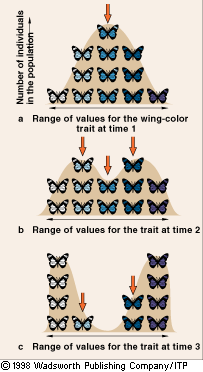 Number of individuals
in the population
a Range of values for the wing-color
trait at time 1
b Range of values for the trait at time 2
c Range of values for the trait at time 3
© 1998 Wadsworth Publishing Company/ITP